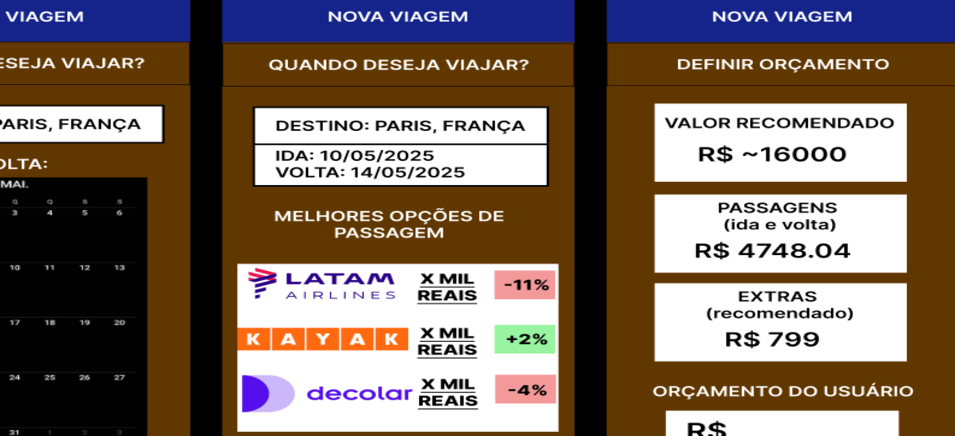 VIAGEM
ESEJA VIAJAR?
PARIS, FRANÇA
OLTA:
MAI.
Q S S
3 4 5 6
10 11 12 13
17 18 19 20
24 25 26 27
31 1 2 3
NOVA VIAGEM
QUANDO DESEJA VIAJAR?
DESTINO: PARIS, FRANÇA
IDA: 10/05/2025
VOLTA: 14/05/2025
MELHORES OPÇÕES DE
PASSAGEM
LATAM
AIRLINES
X MIL
REAIS
-11%
KAYAK
X MIL
REAIS
+2%
decolar
X MIL
REAIS
-4%
NOVA VIAGEM
DEFINIR ORÇAMENTO
VALOR RECOMENDADO
R$ ~16000
PASSAGENS
(ida e volta)
R$ 4748.04
EXTRAS
(recomendado)
R$ 799
ORÇAMENTO DO USUÁRIO
R$